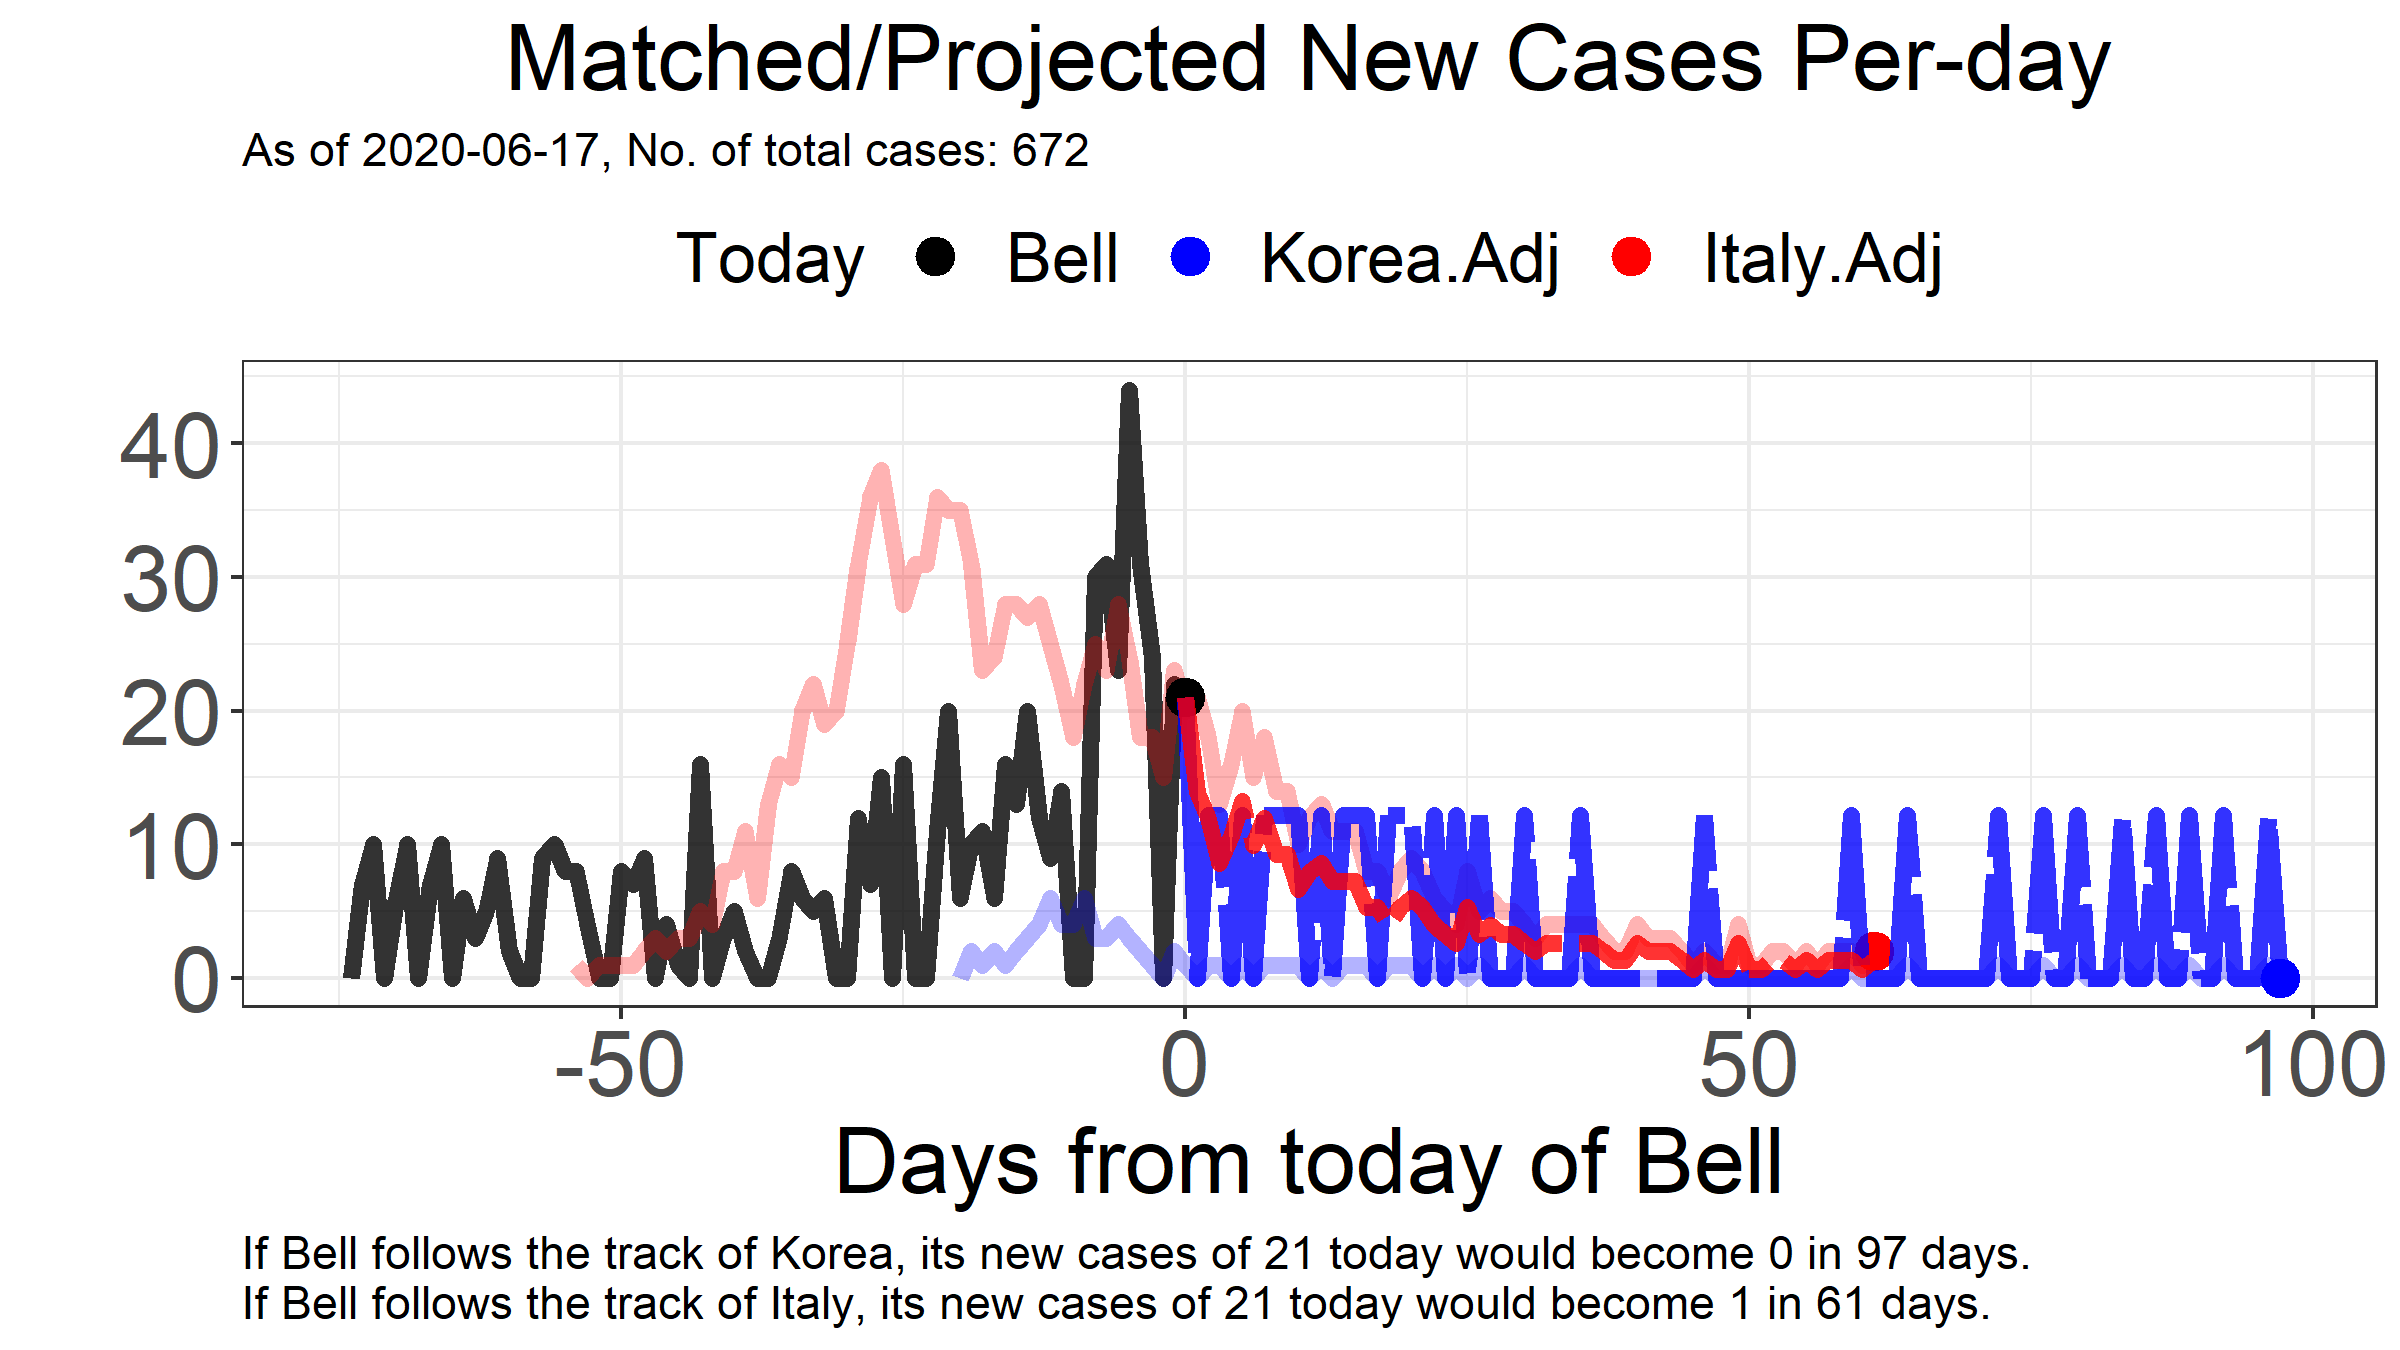 Matched/Projected New Cases Per-day
As of 2020-06-17, No. of total cases: 672
Today Bell Korea.Adj Italy.Adj
40
30
20
10
0
-50 0 50 100
Days from today of Bell
If Bell follows the track of Korea, its new cases of 21 today would become 0 in 97 days.
If Bell follows the track of Italy, its new cases of 21 today would become 1 in 61 days.